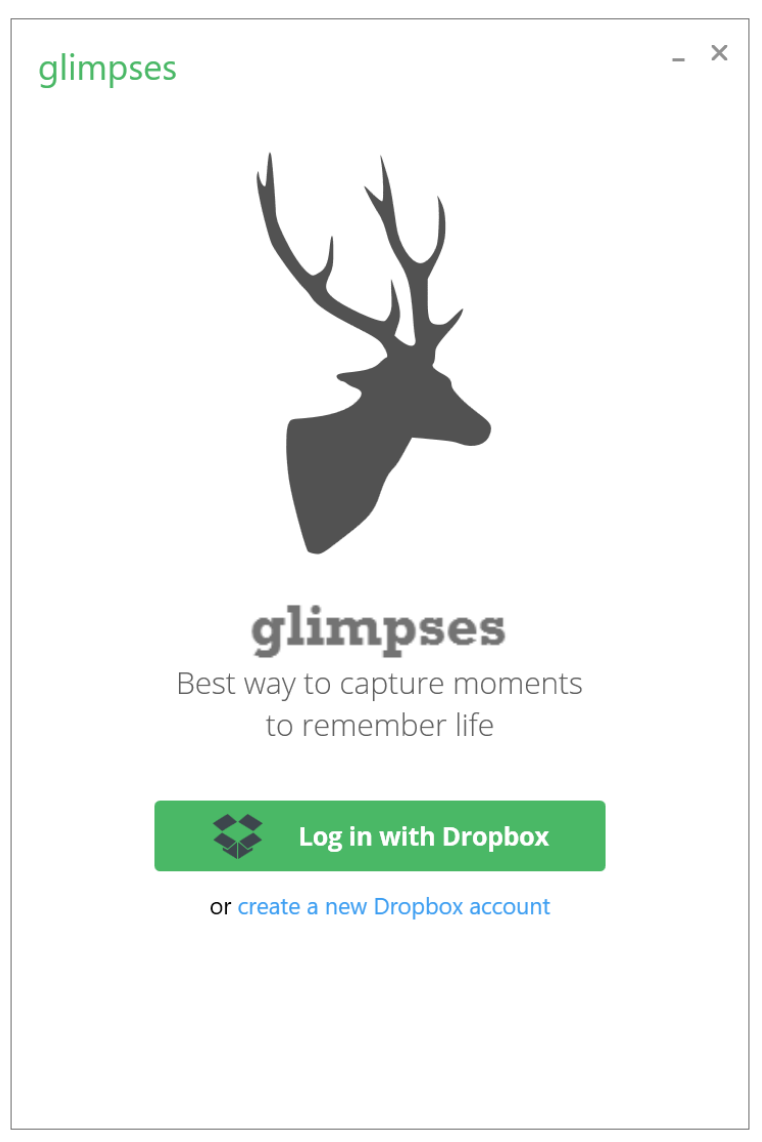 glimpses
glimpses
Best way to capture moments
to remember life
Log in with Dropbox
or create a new Dropbox account